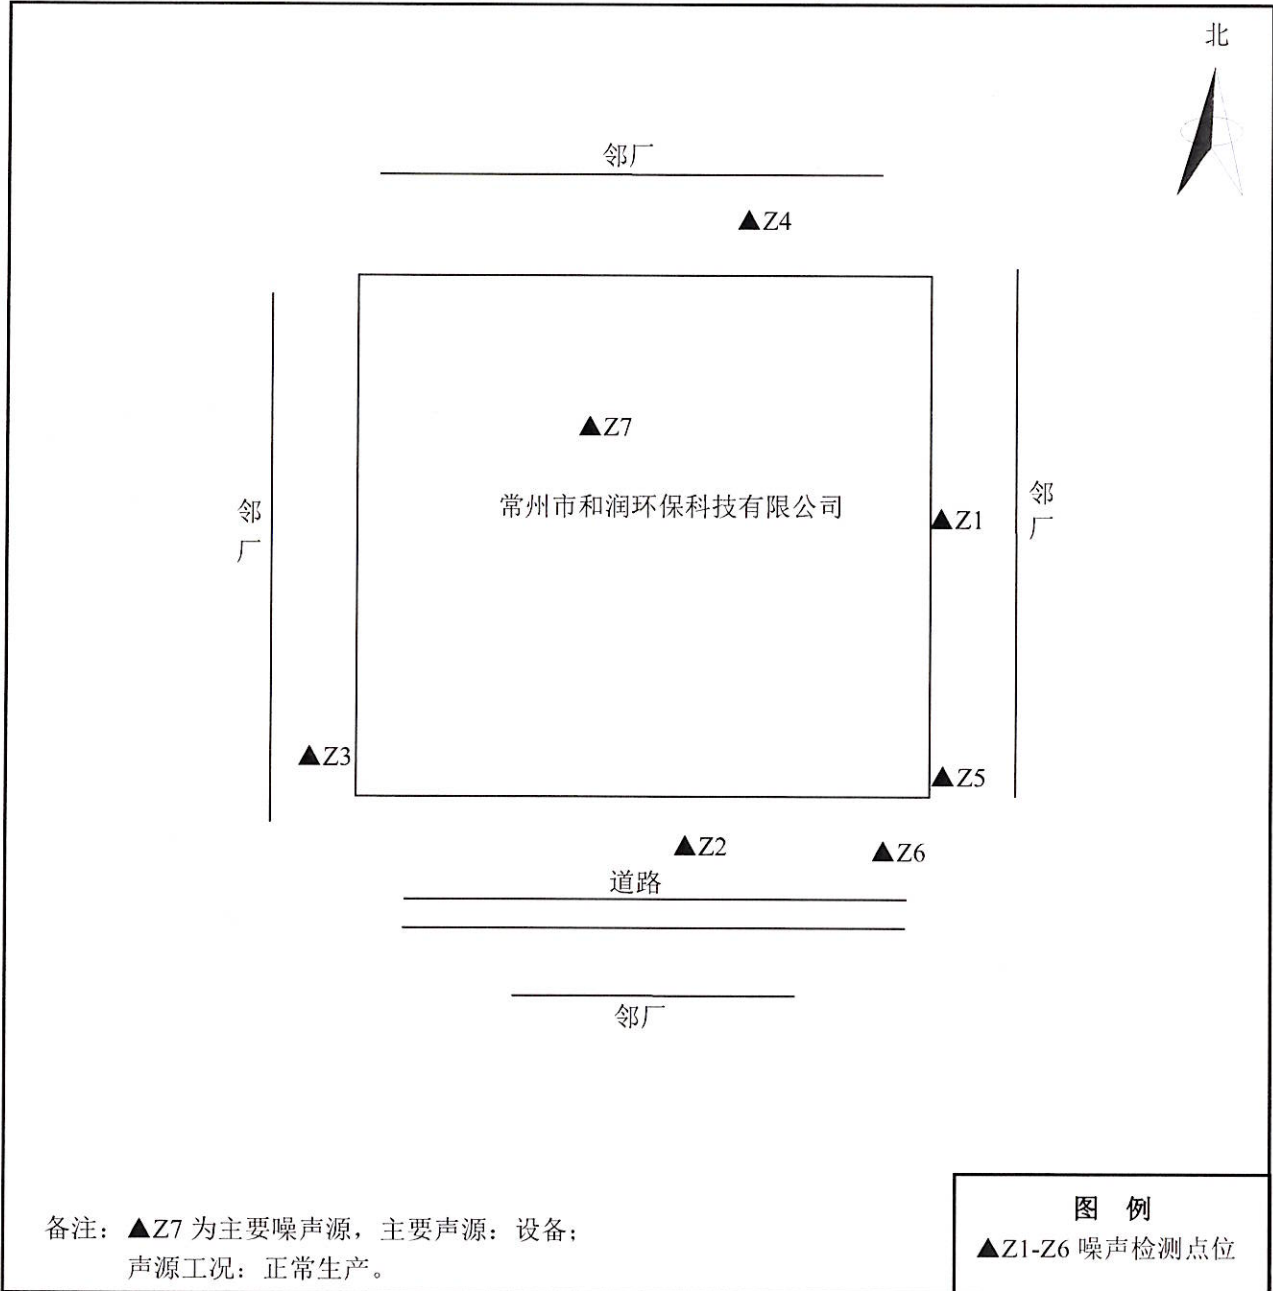 北
邻厂
▲Z4
▲Z7
常州市和润环保科技有限公司
邻厂
▲Z1
邻厂
▲Z3
▲Z5
▲Z2
▲Z6
道路
邻厂
图 例
▲Z1-Z6 噪声检测点位
备注：▲Z7 为主要噪声源，主要声源：设备；
声源工况：正常生产。